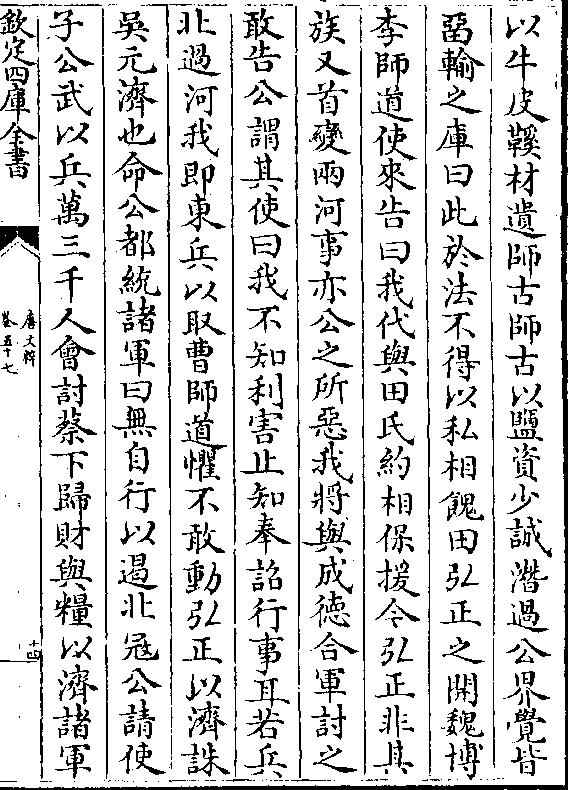 以牛皮鞵材遺師古師古以鹽資少誠潛過公界覺皆
畱輸之庫曰此於法不得以私相餽田弘正之開魏博
李師道使來告曰我代與田氏約相保援今弘正非其
族又首變兩河事亦公之所惡我將與成徳合軍討之
敢告公謂其使曰我不知利害止知奉詔行事耳若兵
北過河我即東兵以取曹師道懼不敢動弘正以濟誅
吳元濟也命公都統諸軍曰無自行以遏北冦公請使
子公武以兵萬三千人會討蔡下歸財與糧以濟諸軍
欽定四庫全書
唐文粹
卷五十七
十四